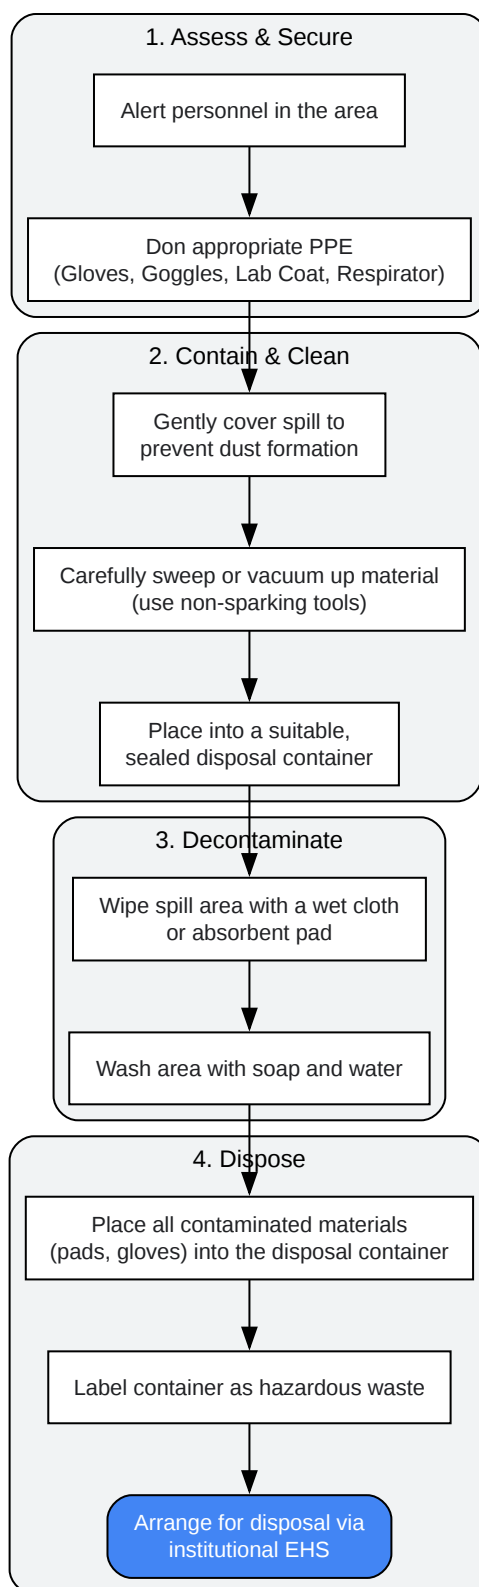 1. Assess & Secure
Alert personnel in the area
Don appropriate PPE
(Gloves, Goggles, Lab Coat, Respirator)
2. Contain & Clean
Gently cover spill to
prevent dust formation
Carefully sweep or vacuum up material
(use non-sparking tools)
Place into a suitable,
sealed disposal container
3. Decontaminate
Wipe spill area with a wet cloth
or absorbent pad
Wash area with soap and water
4. Dispose
Place all contaminated materials
(pads, gloves) into the disposal container
Label container as hazardous waste
Arrange for disposal via
institutional EHS